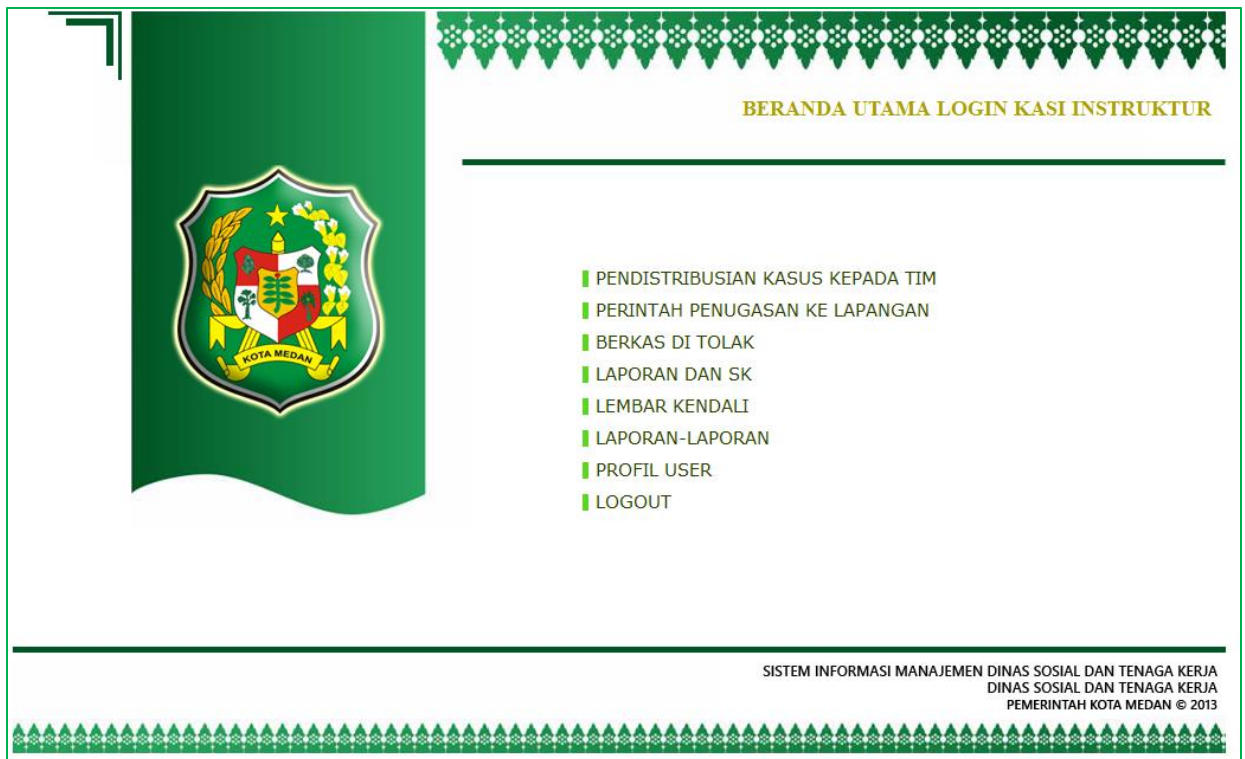 BERANDA UTAMA LOGIN KASI INSTRUKTUR
KOTA MEDAN
PENDISTRIBUSIAN KASUS KEPADA TIM
PERINTAH PENUGASAN KE LAPANGAN
BERKAS DI TOLAK
LAPORAN DAN SK
LEMBAR KENDALI
LAPORAN-LAPORAN
PROFIL USER
LOGOUT
SISTEM INFORMASI MANAJEMEN DINAS SOSIAL DAN TENAGA KERJA
DINAS SOSIAL DAN TENAGA KERJA
PEMERINTAH KOTA MEDAN © 2013